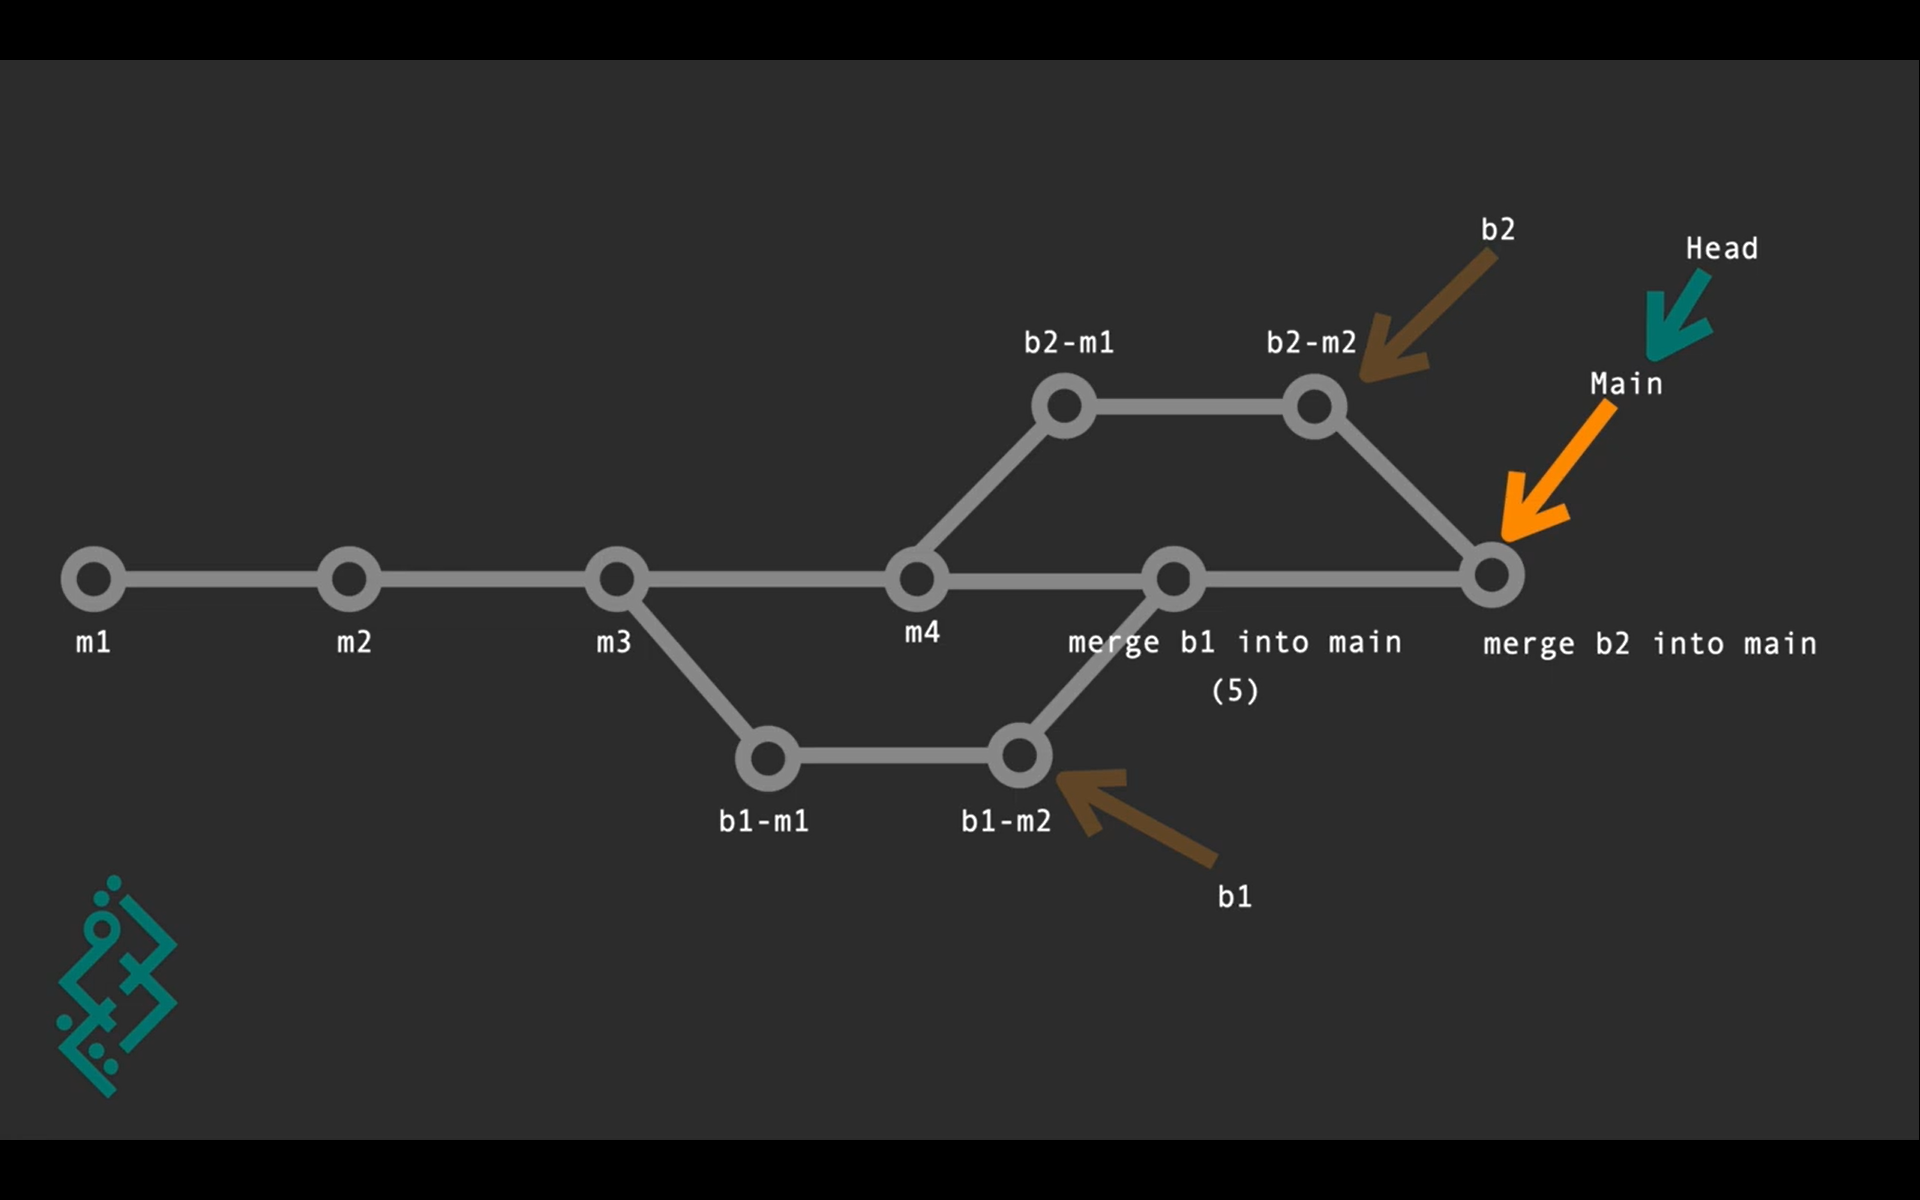 b2
Head
b2-m1
b2-m2
Main
m1
m2
m3
m4
merge b1 into main
(5)
merge b2 into main
b1-m1
b1-m2
b1